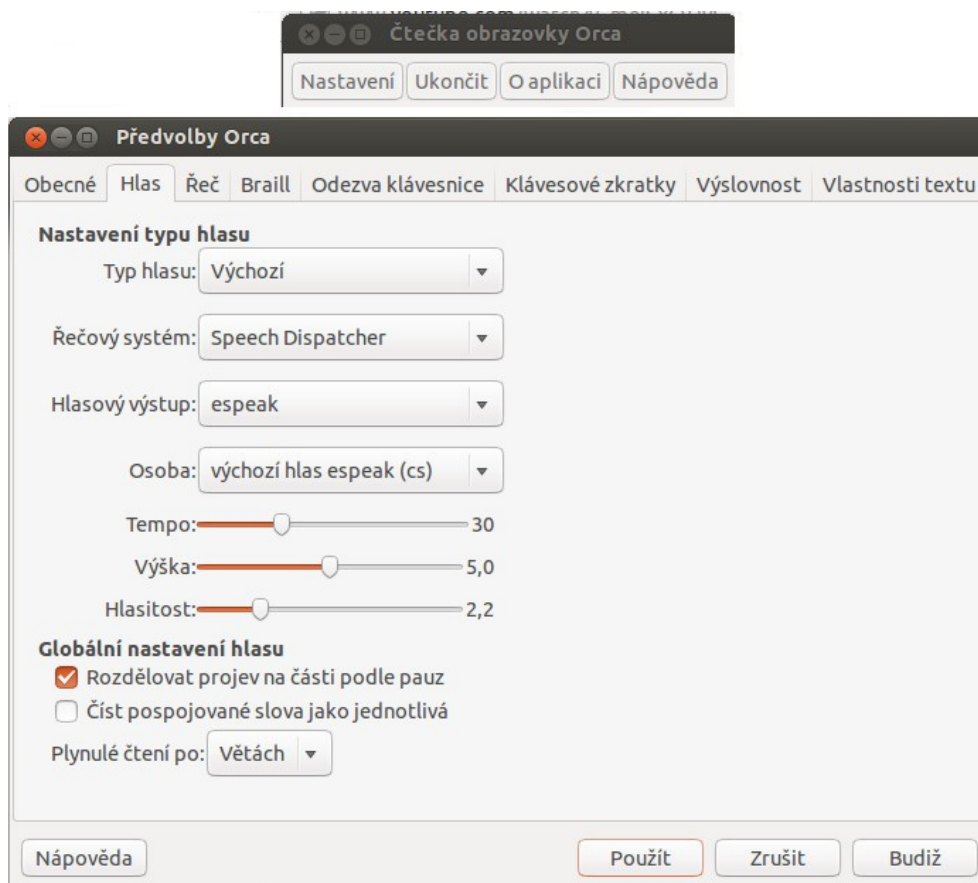 Čtečka obrazovky Orca
Nastavení Ukončit O aplikaci Nápověda
Předvolby Orca
Obecné Hlas Řeč Braill Odezva klávesnice Klávesové zkratky Výslovnost Vlastnosti textu
Nastavení typu hlasu
Typ hlasu: Výchozí
Řečový systém: Speech Dispatcher
Hlasový výstup: espeak
Osoba: výchozí hlas espeak (cs)
Tempo: 30
Výška: 5,0
Hlasitost: 2,2
Globální nastavení hlasu
Rozdělovat projev na části podle pauz
Číst pospojované slova jako jednotlivá
Plynulé čtení po: Větách
Nápověda Použít Zrušit Budiž